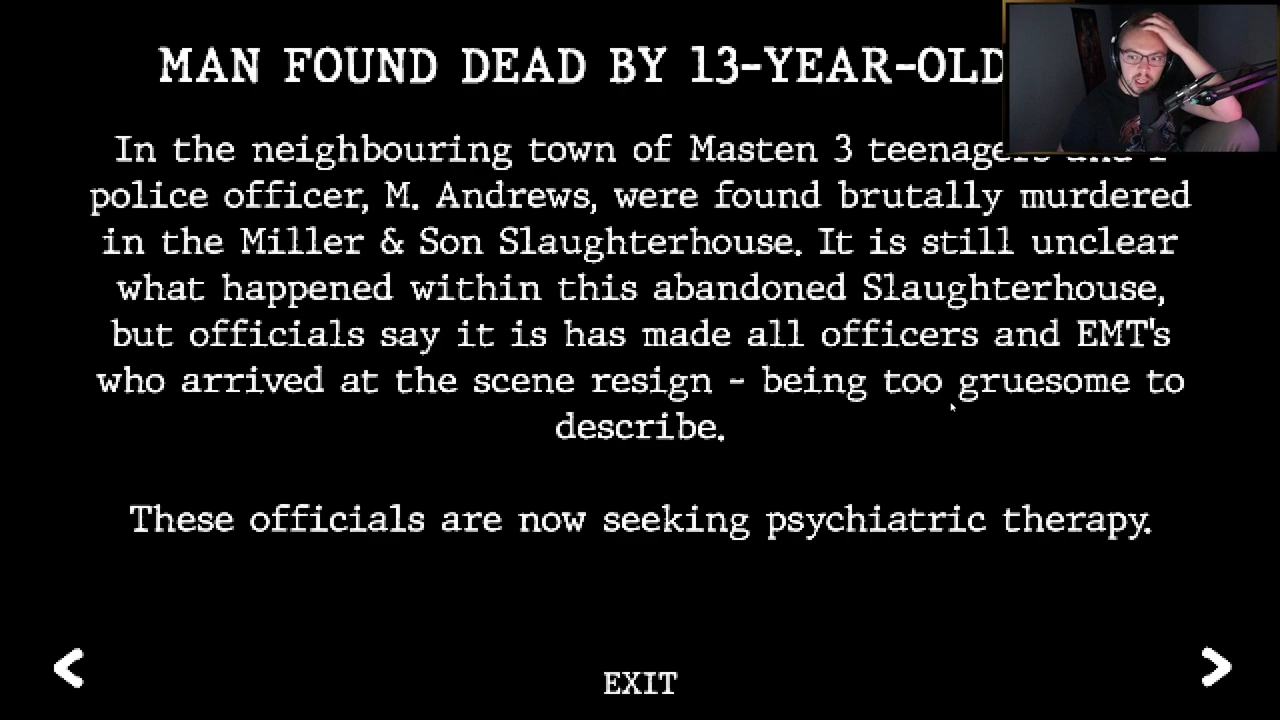 MAN FOUND DEAD BY 13-YEAR-OLD
In the neighbouring town of Masten 3 teenagers and 1
police officer, M. Andrews, were found brutally murdered
in the Miller & Son Slaughterhouse. It is still unclear
what happened within this abandoned Slaughterhouse,
but officials say it is has made all officers and EMT's
who arrived at the scene resign - being too gruesome to
describe.
These officials are now seeking psychiatric therapy.
< EXIT >